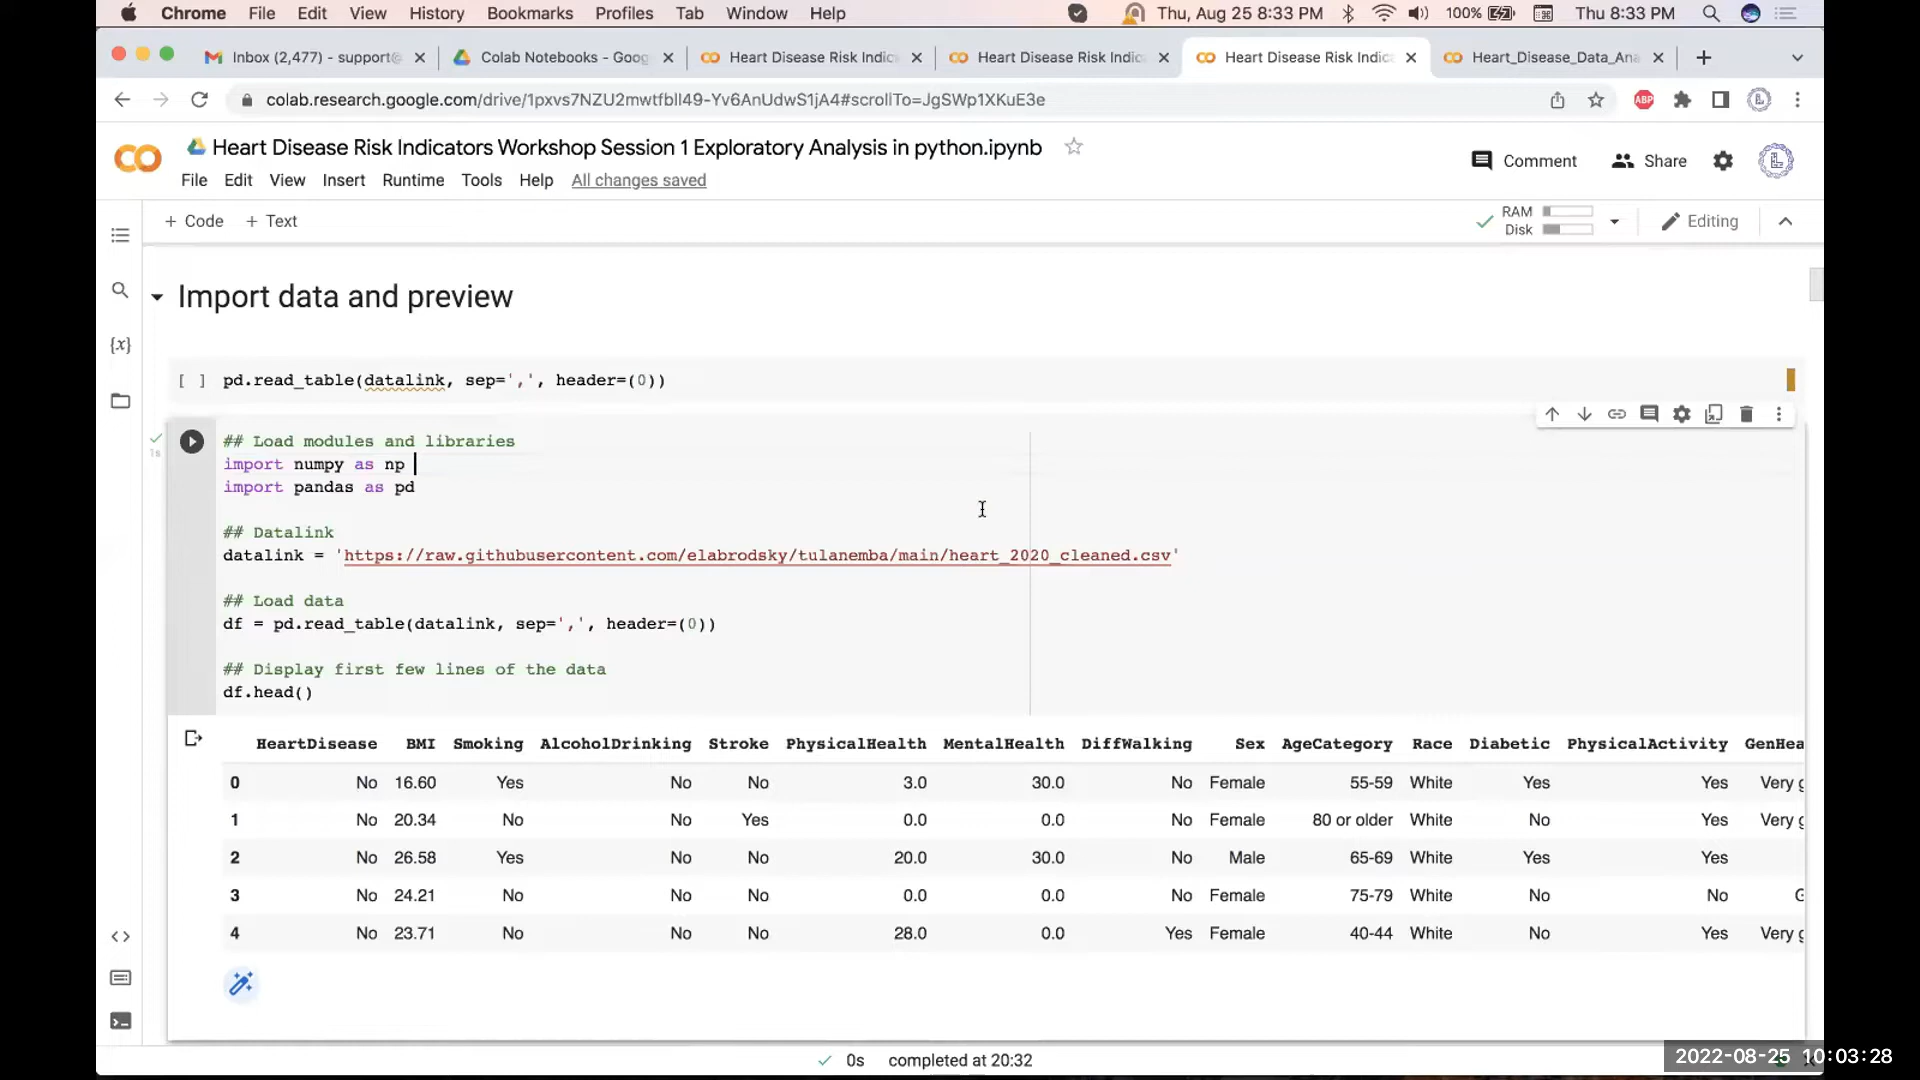 Chrome File Edit View History Bookmarks Profiles Tab Window Help Thu, Aug 25 8:33 PM 100% Thu 8:33 PM
Inbox (2,477) - support@ Colab Notebooks - Goog Heart Disease Risk Indic Heart Disease Risk Indic Heart Disease Risk Indic Heart_Disease_Data_Ana
colab.research.google.com/drive/1pxvs7NZU2mwtfbll49-Yv6AnUdwS1jA4#scrollTo=JgSWp1XKuE3e ABP
Heart Disease Risk Indicators Workshop Session 1 Exploratory Analysis in python.ipynb
Comment Share
File Edit View Insert Runtime Tools Help All changes saved
+ Code + Text RAM Disk Editing
Import data and preview
{x}
[ ] pd.read_table(datalink, sep=',', header=(0))
## Load modules and libraries
1s
import numpy as np
import pandas as pd
## Datalink
datalink = 'https://raw.githubusercontent.com/elabrodsky/tulanemba/main/heart_2020_cleaned.csv'
## Load data
df = pd.read_table(datalink, sep=',', header=(0))
## Display first few lines of the data
df.head()
HeartDisease BMI Smoking AlcoholDrinking Stroke PhysicalHealth MentalHealth DiffWalking Sex AgeCategory Race Diabetic PhysicalActivity GenHea
0 No 16.60 Yes No No 3.0 30.0 No Female 55-59 White Yes Yes Very g
1 No 20.34 No No Yes 0.0 0.0 No Female 80 or older White No Yes Very g
2 No 26.58 Yes No No 20.0 30.0 No Male 65-69 White Yes Yes
3 No 24.21 No No No 0.0 0.0 No Female 75-79 White No No G
4 No 23.71 No No No 28.0 0.0 Yes Female 40-44 White No Yes Very g
0s completed at 20:32
2022-08-25 10:03:28